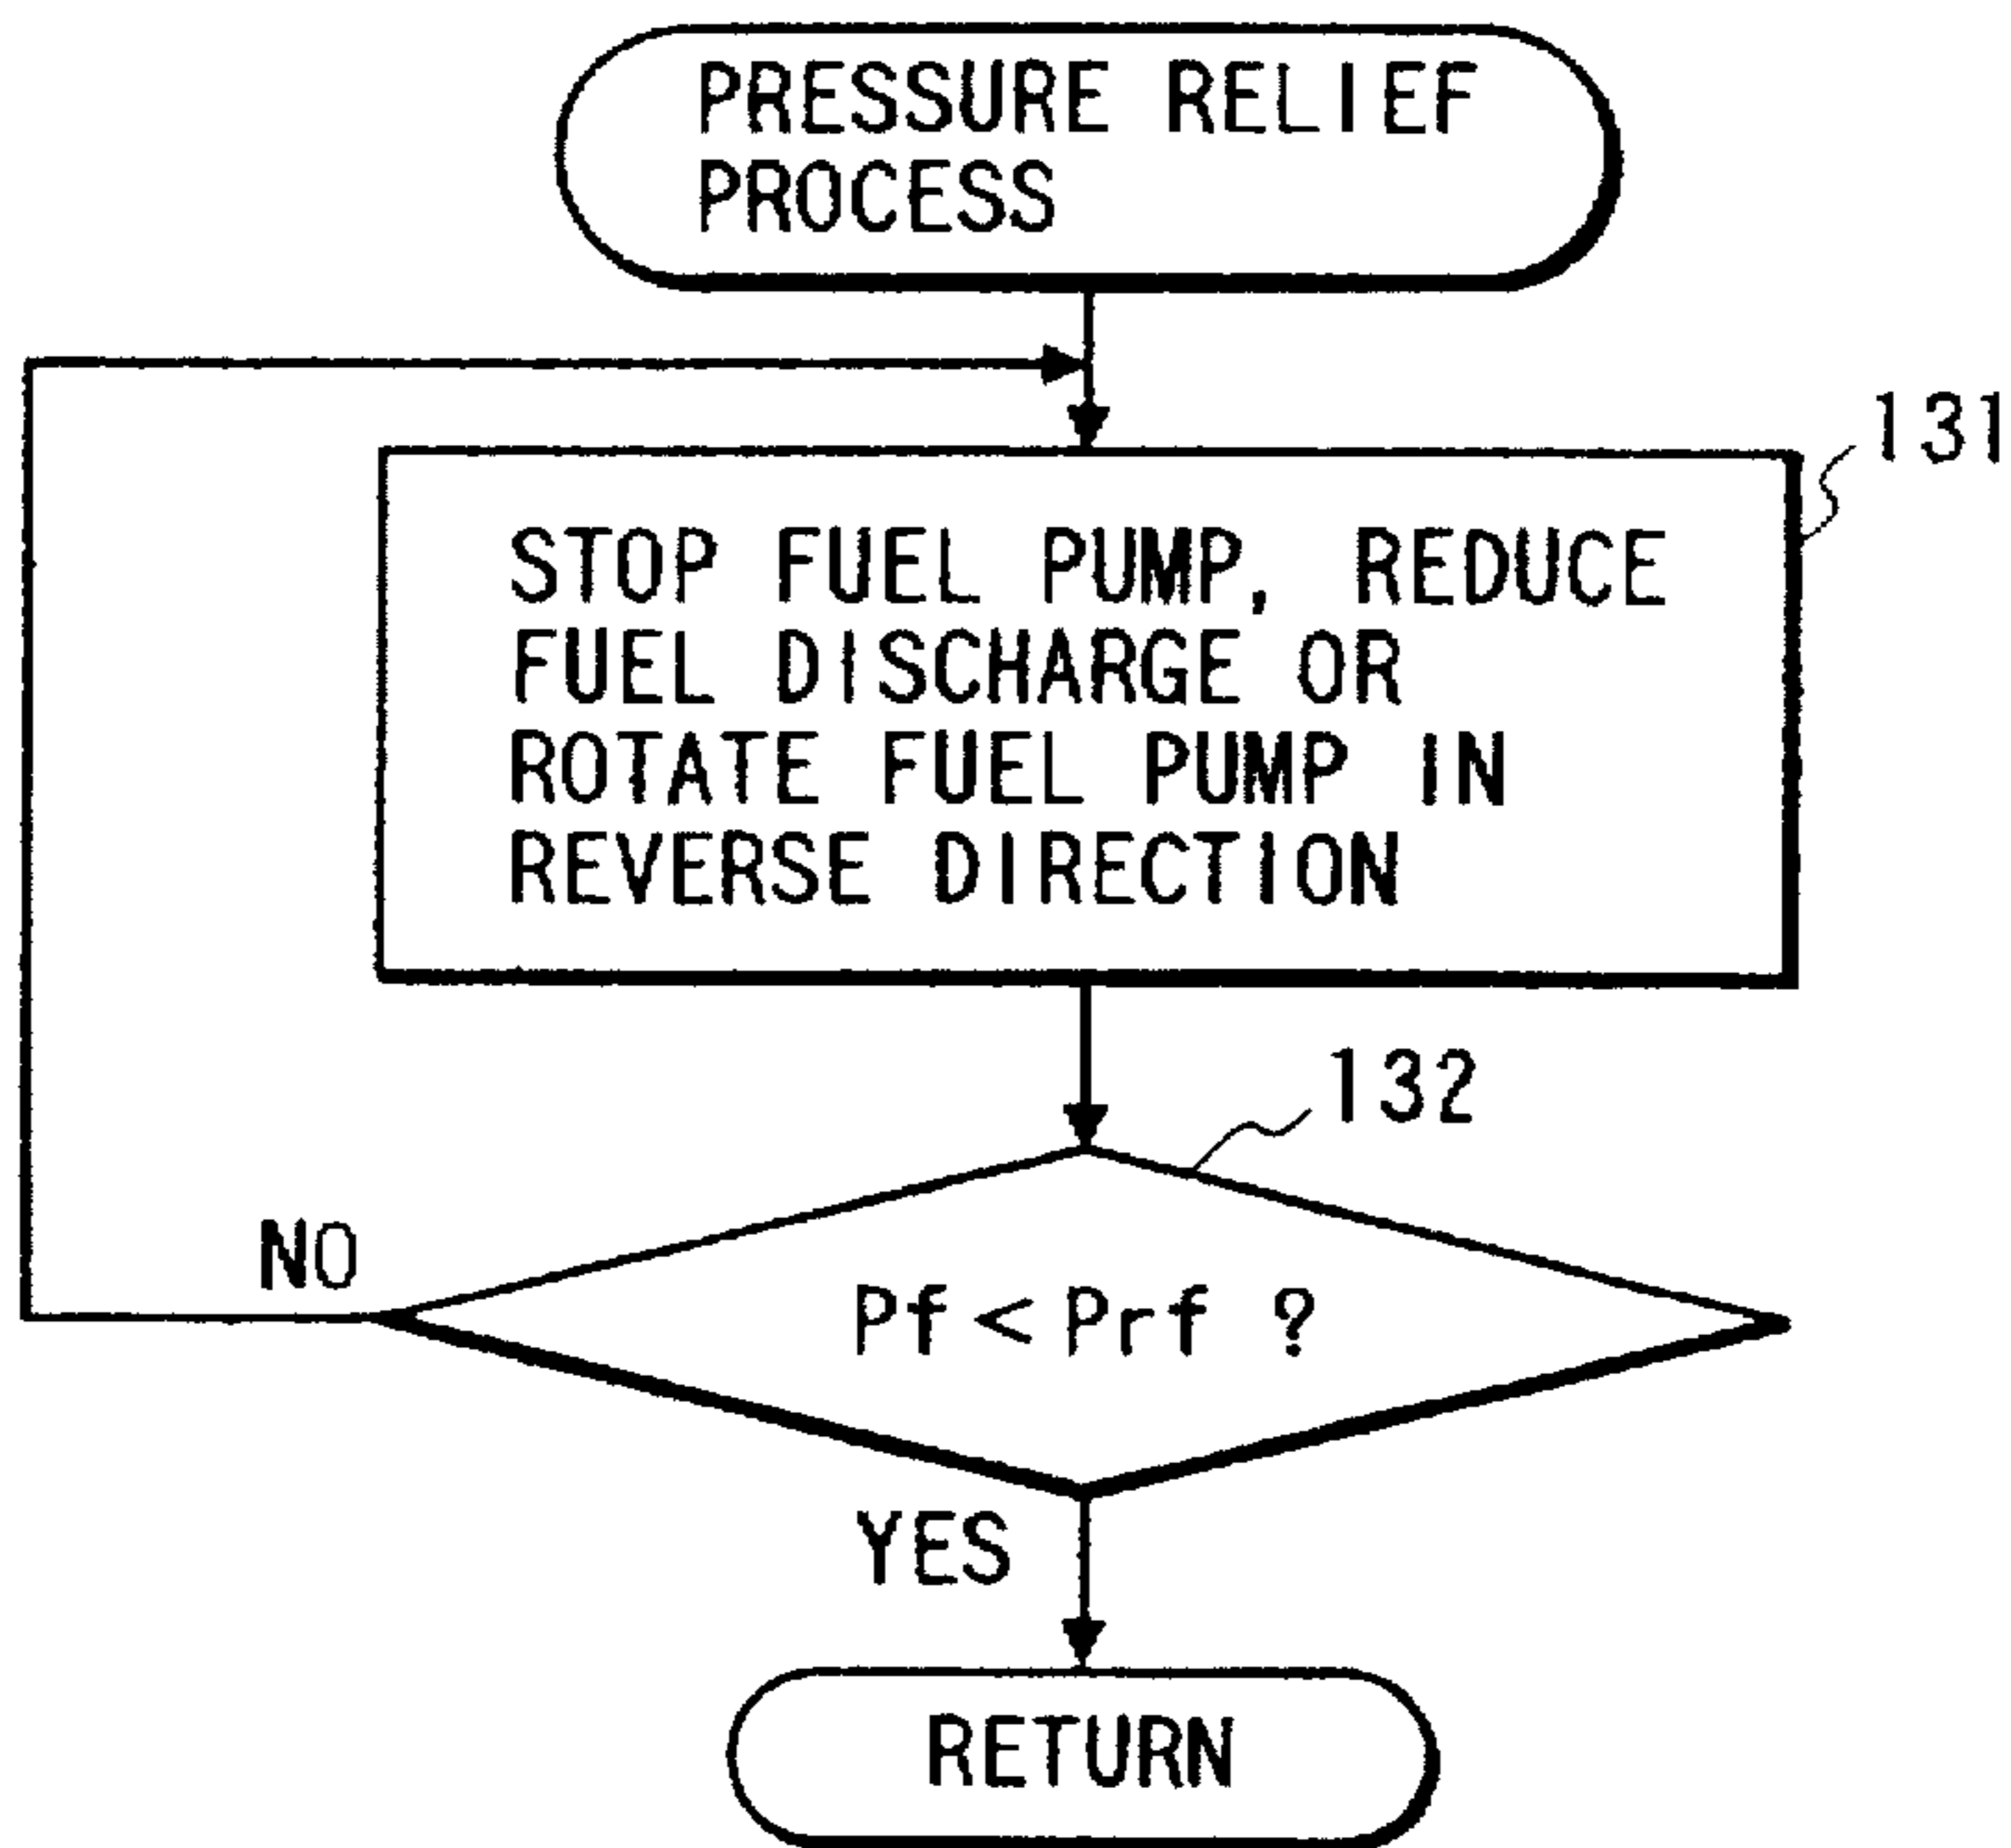 PRESSURE RELIEF
PROCESS
131
STOP FUEL PUMP, REDUCE
FUEL DISCHARGE OR
ROTATE FUEL PUMP IN
REVERSE DIRECTION
132
NO
Pf < Prf ?
YES
RETURN